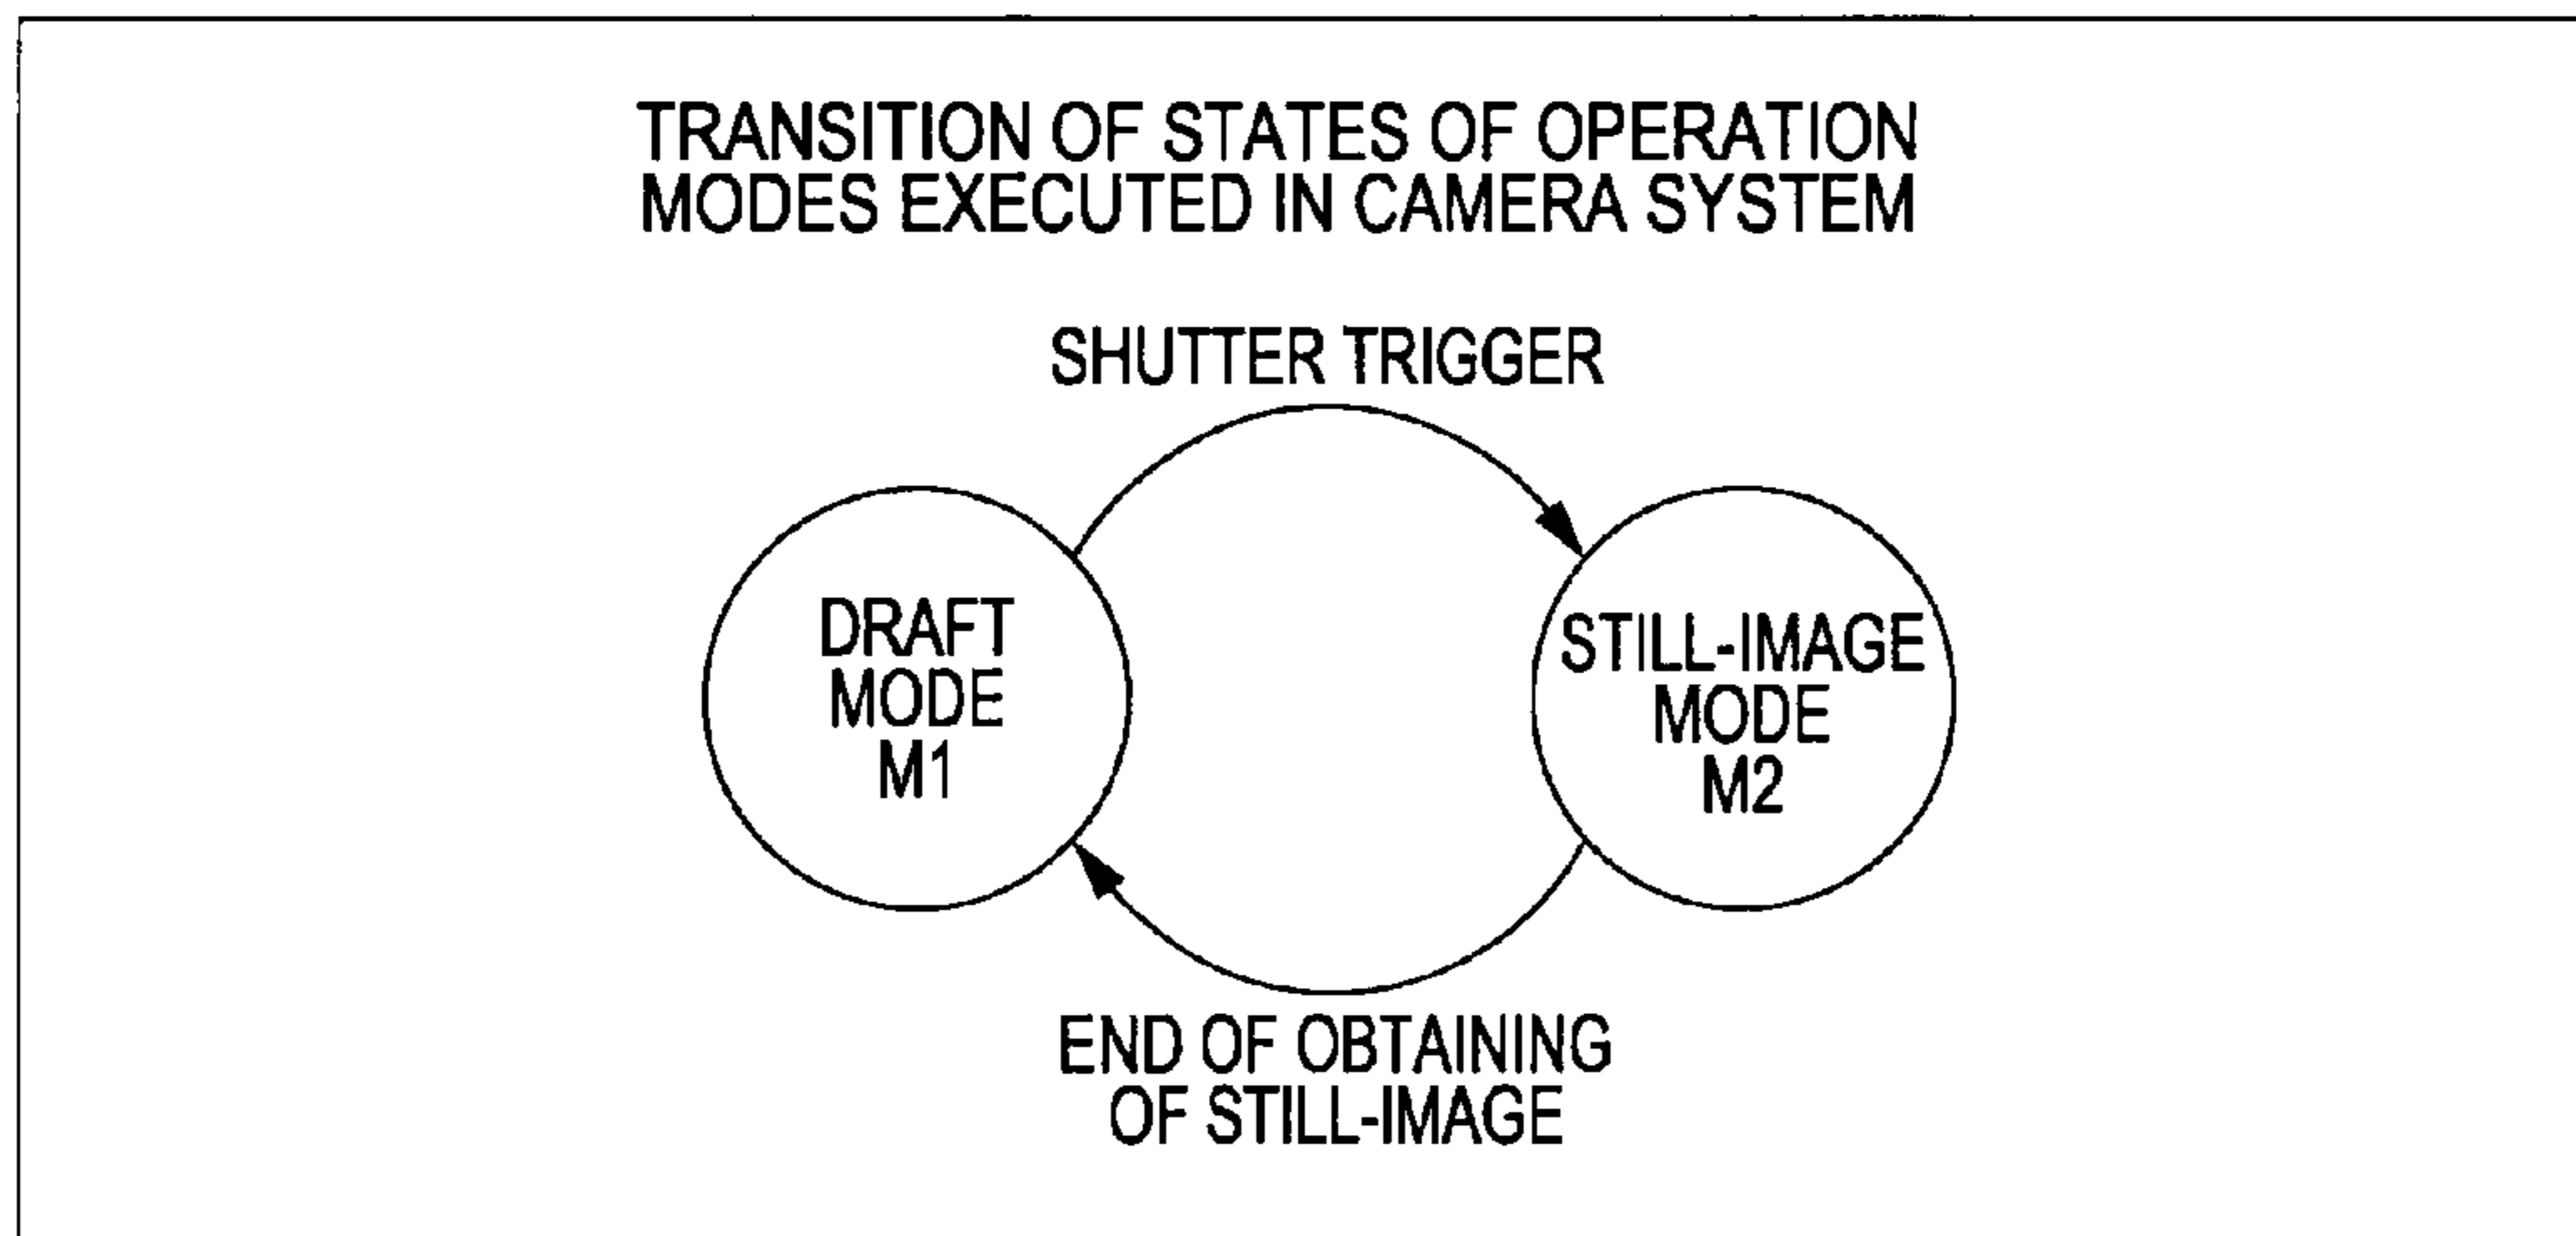 TRANSITION OF STATES OF OPERATION
MODES EXECUTED IN CAMERA SYSTEM
SHUTTER TRIGGER
DRAFT
MODE
M1
STILL-IMAGE
MODE
M2
END OF OBTAINING
OF STILL-IMAGE